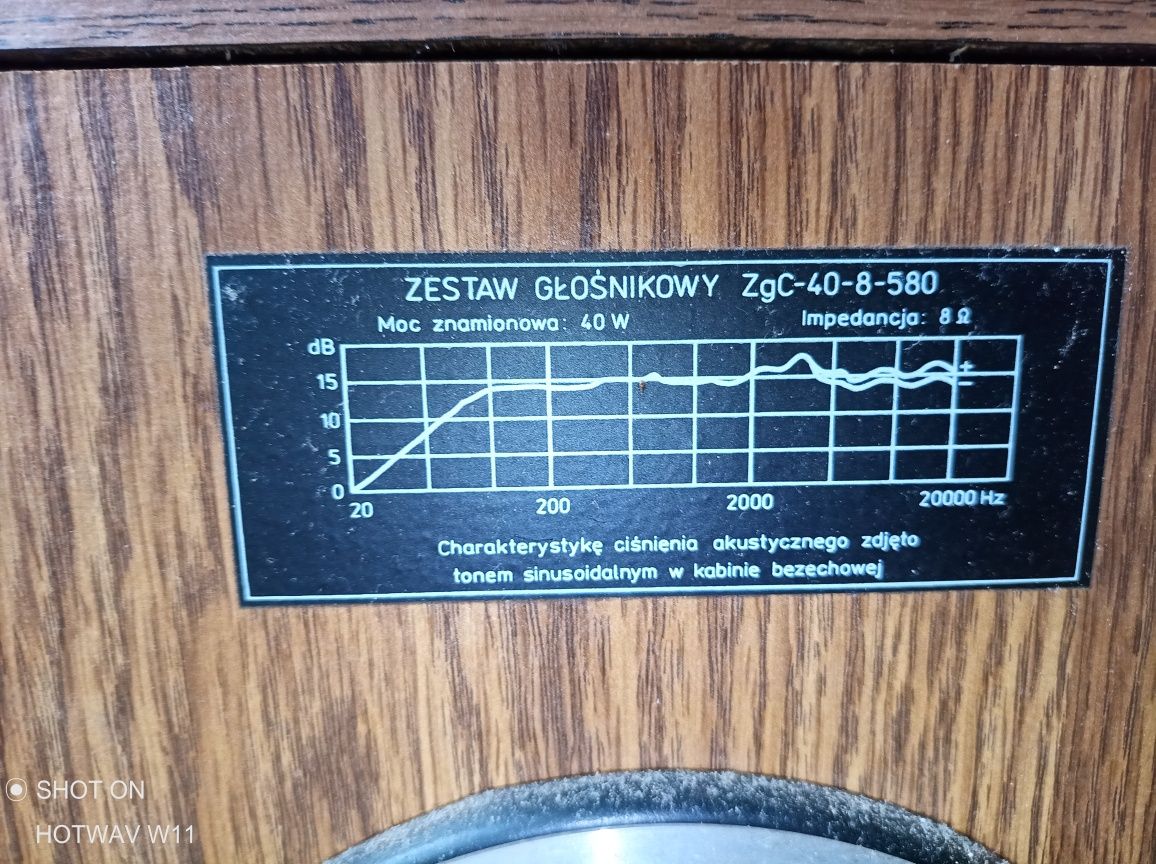 ZESTAW GŁOŚNIKOWY ZgC-40-8-580
Moc znamionowa: 40 W Impedancja: 8 Ω
dB
15
10
5
0
+
−
20 200 2000 20000 Hz
Charakterystykę ciśnienia akustycznego zdjęto
tonem sinusoidalnym w kabinie bezechowej
SHOT ON
HOTWAV W11